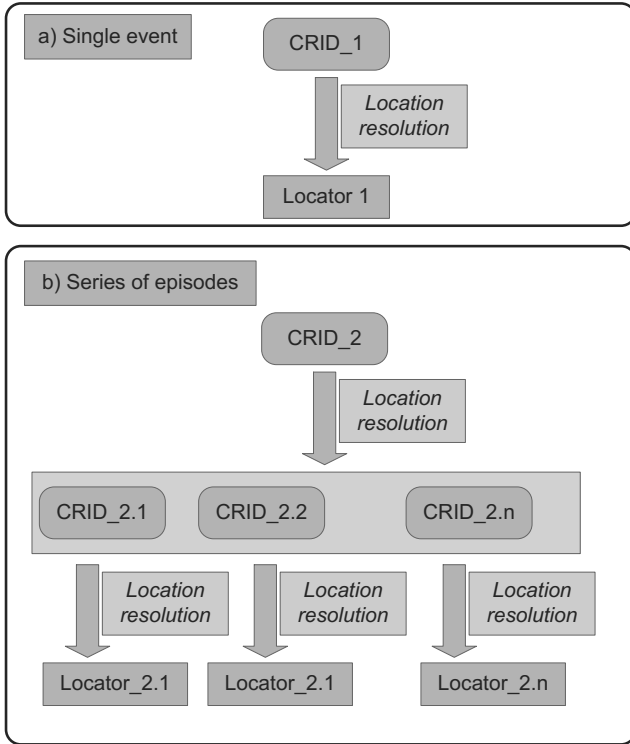 a) Single event
CRID_1
Location
resolution
Locator 1
b) Series of episodes
CRID_2
Location
resolution
CRID_2.1
CRID_2.2
CRID_2.n
Location
resolution
Location
resolution
Location
resolution
Locator_2.1
Locator_2.1
Locator_2.n